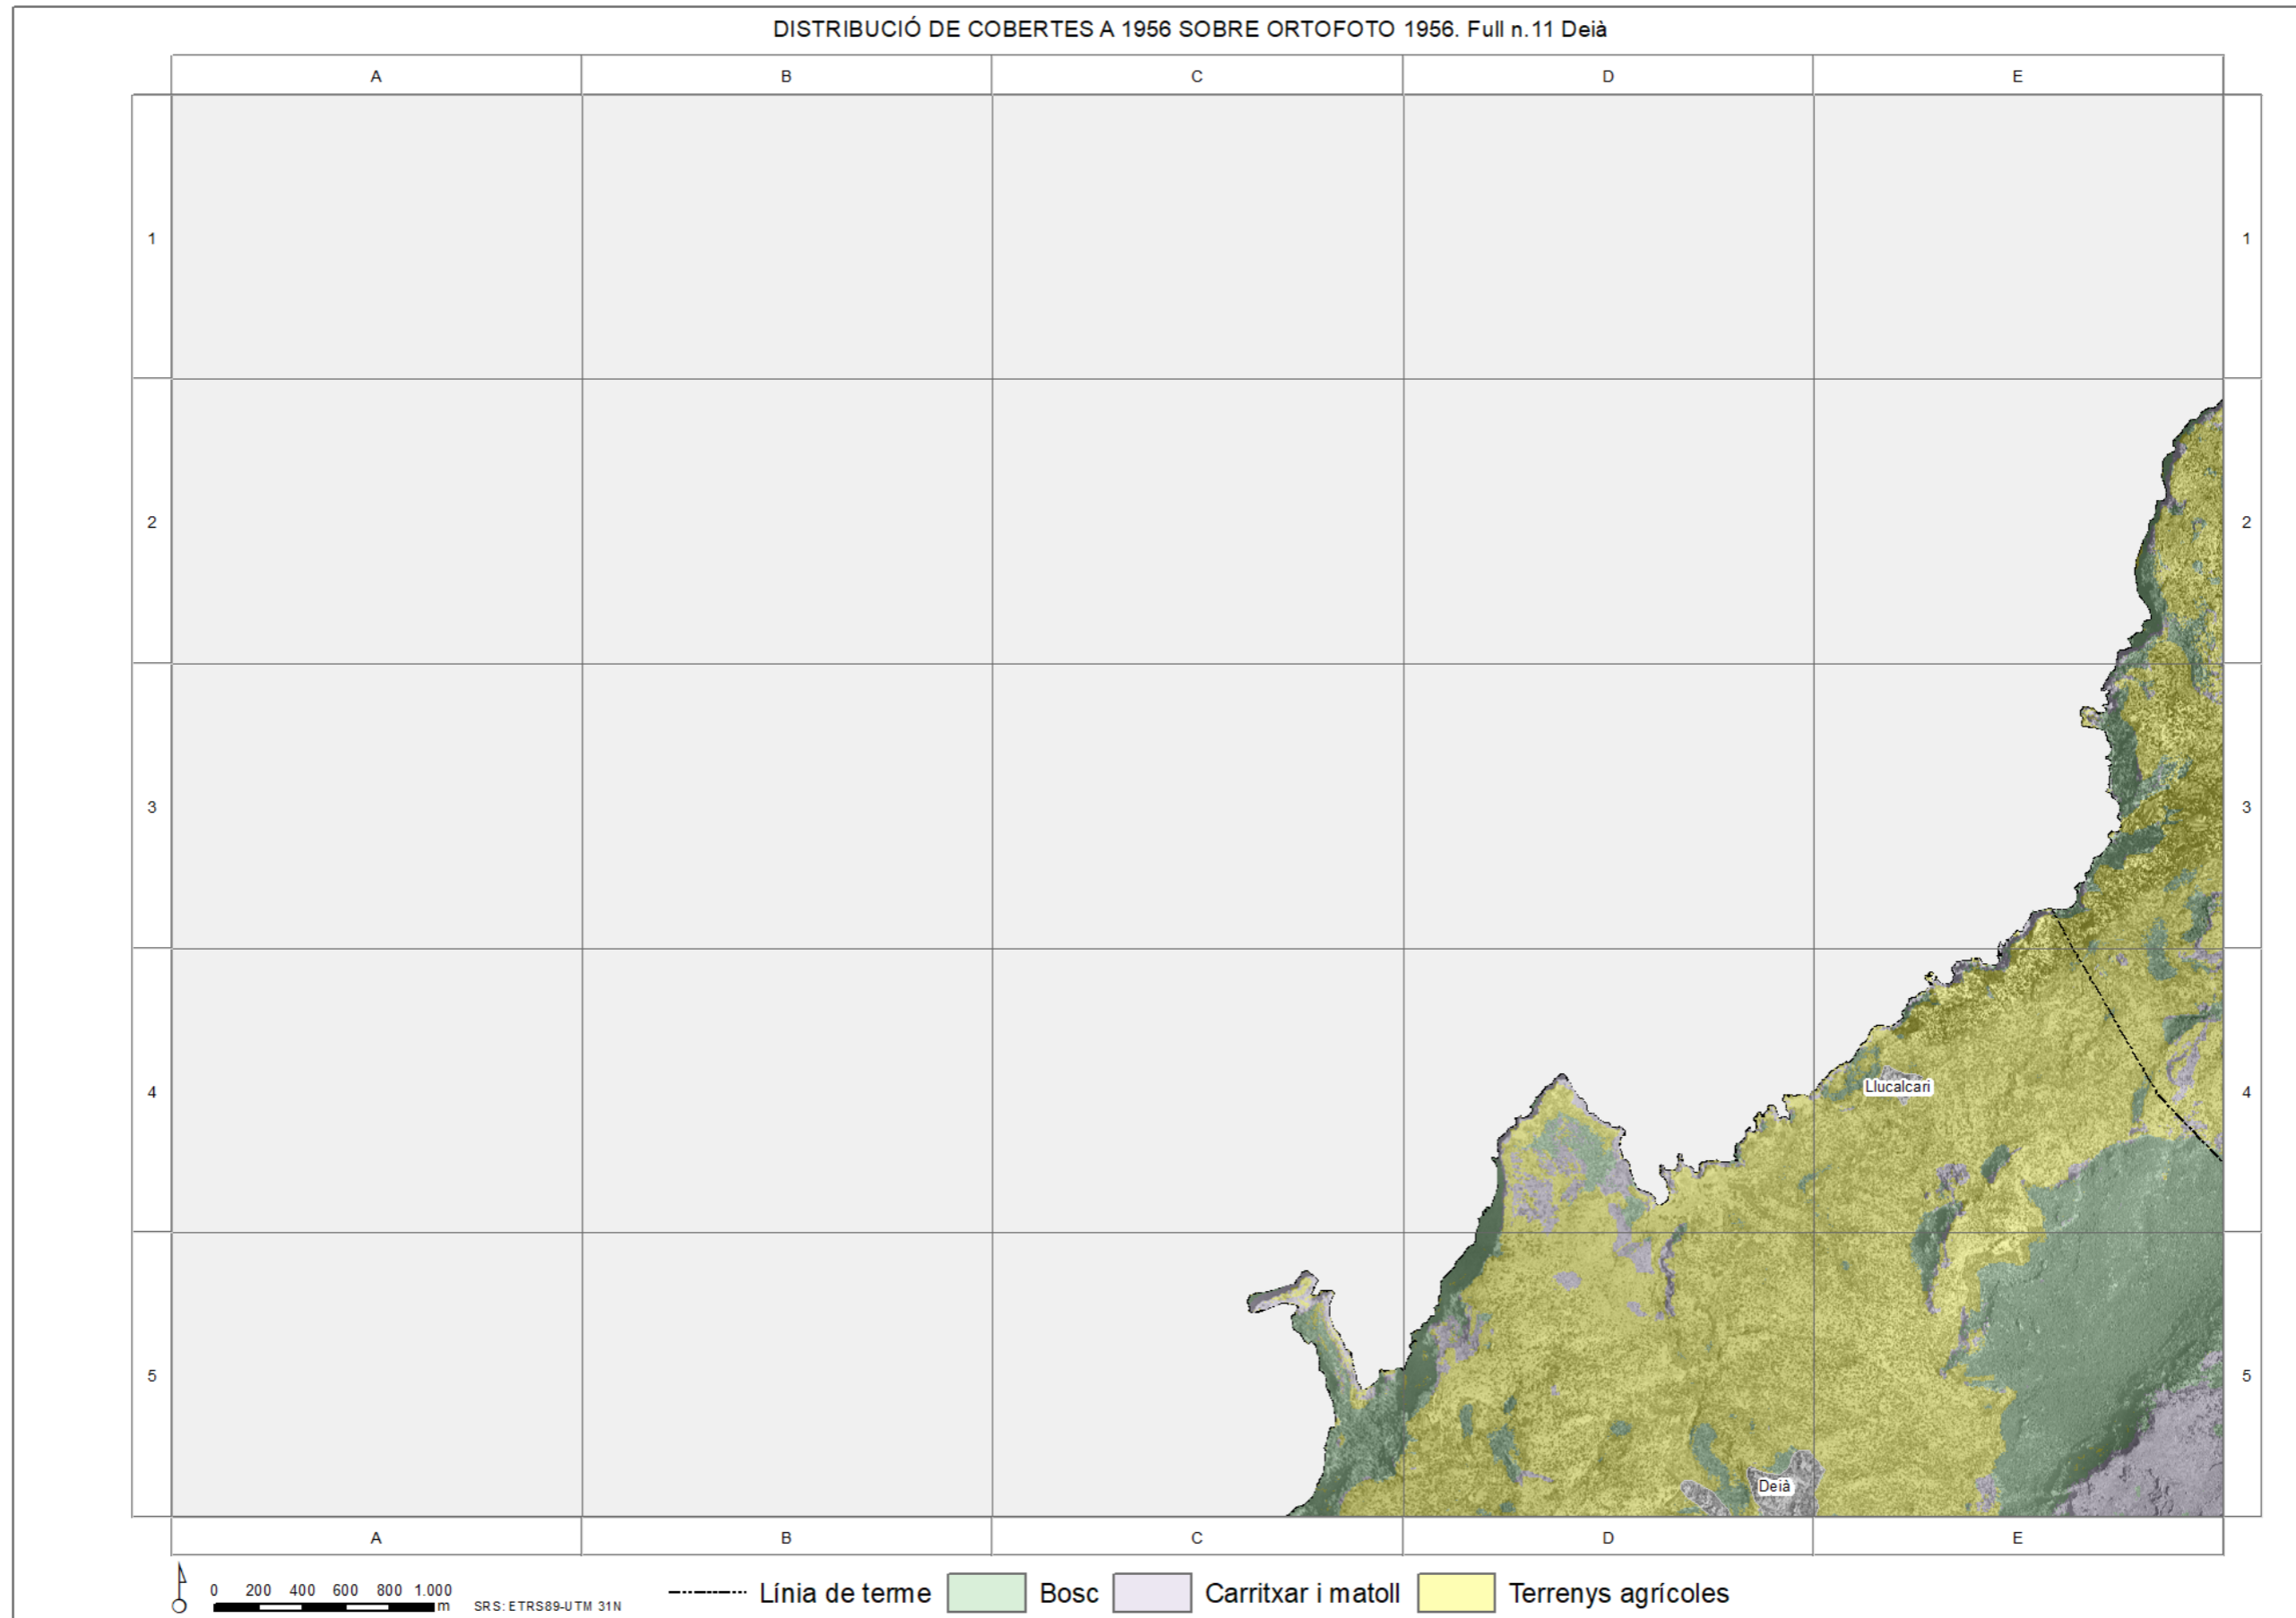 DISTRIBUCIÓ DE COBERTES A 1956 SOBRE ORTOFOTO 1956. Full n.11 Deià
A B C D E
1 1
2 2
3 3
4 Llucalcari 4
5 5
Deià
A B C D E
0 200 400 600 800 1.000
m SRS: ETRS89-UTM 31N Línia de terme Bosc Carritxar i matoll Terrenys agrícoles